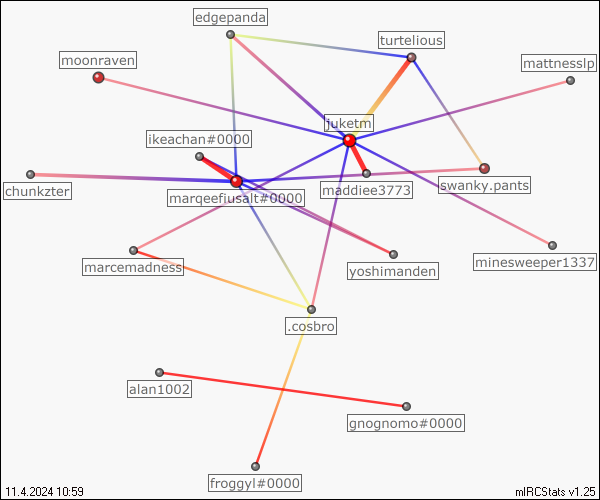 edgepanda
turtelious
moonraven
mattnesslp
juketm
ikeachan#0000
chunkzter
marqeefiusalt#0000
maddiee3773
swanky.pants
marcemadness
yoshimanden
minesweeper1337
.cosbro
alan1002
gnognomo#0000
froggyl#0000
11.4.2024 10:59
mIRCStats v1.25